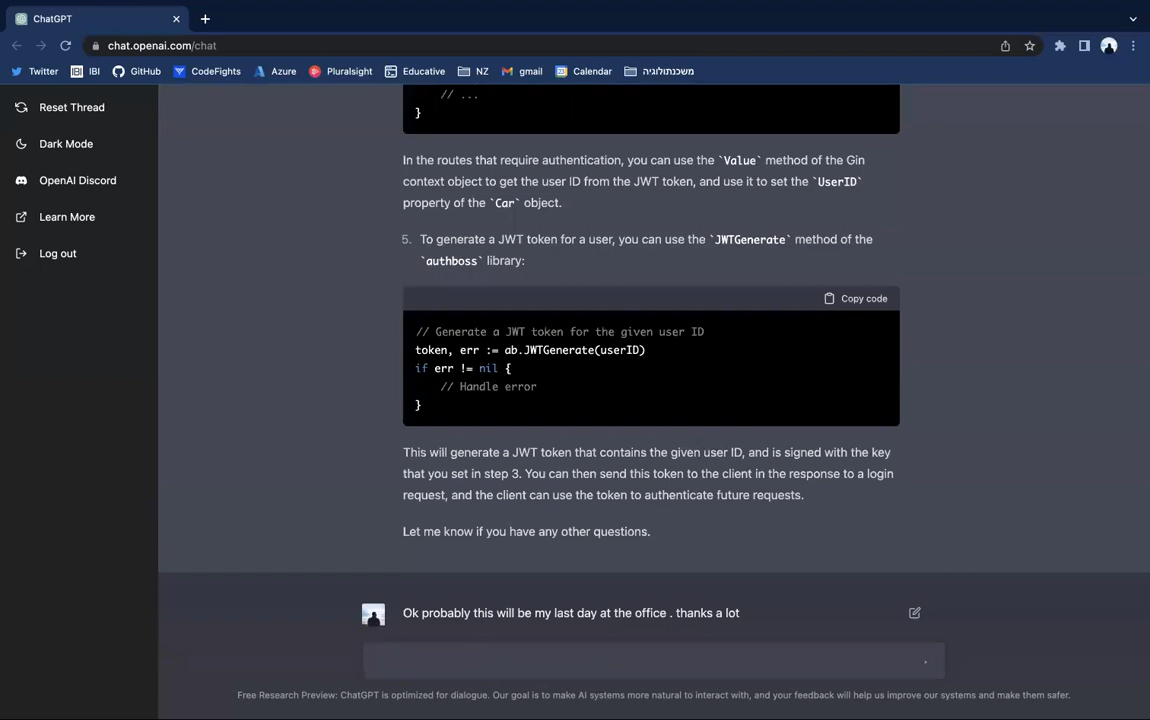 ChatGPT
chat.openai.com/chat
Twitter IBI IBI GitHub CodeFights Azure Pluralsight Educative NZ gmail Calendar משכנתולוגיה
Reset Thread
Dark Mode
OpenAI Discord
Learn More
Log out
// ...
}
In the routes that require authentication, you can use the `Value` method of the Gin
context object to get the user ID from the JWT token, and use it to set the `UserID`
property of the `Car` object.
5. To generate a JWT token for a user, you can use the `JWTGenerate` method of the
`authboss` library:
Copy code
// Generate a JWT token for the given user ID
token, err := ab.JWTGenerate(userID)
if err != nil {
// Handle error
}
This will generate a JWT token that contains the given user ID, and is signed with the key
that you set in step 3. You can then send this token to the client in the response to a login
request, and the client can use the token to authenticate future requests.
Let me know if you have any other questions.
Ok probably this will be my last day at the office . thanks a lot
Free Research Preview: ChatGPT is optimized for dialogue. Our goal is to make AI systems more natural to interact with, and your feedback will help us improve our systems and make them safer.